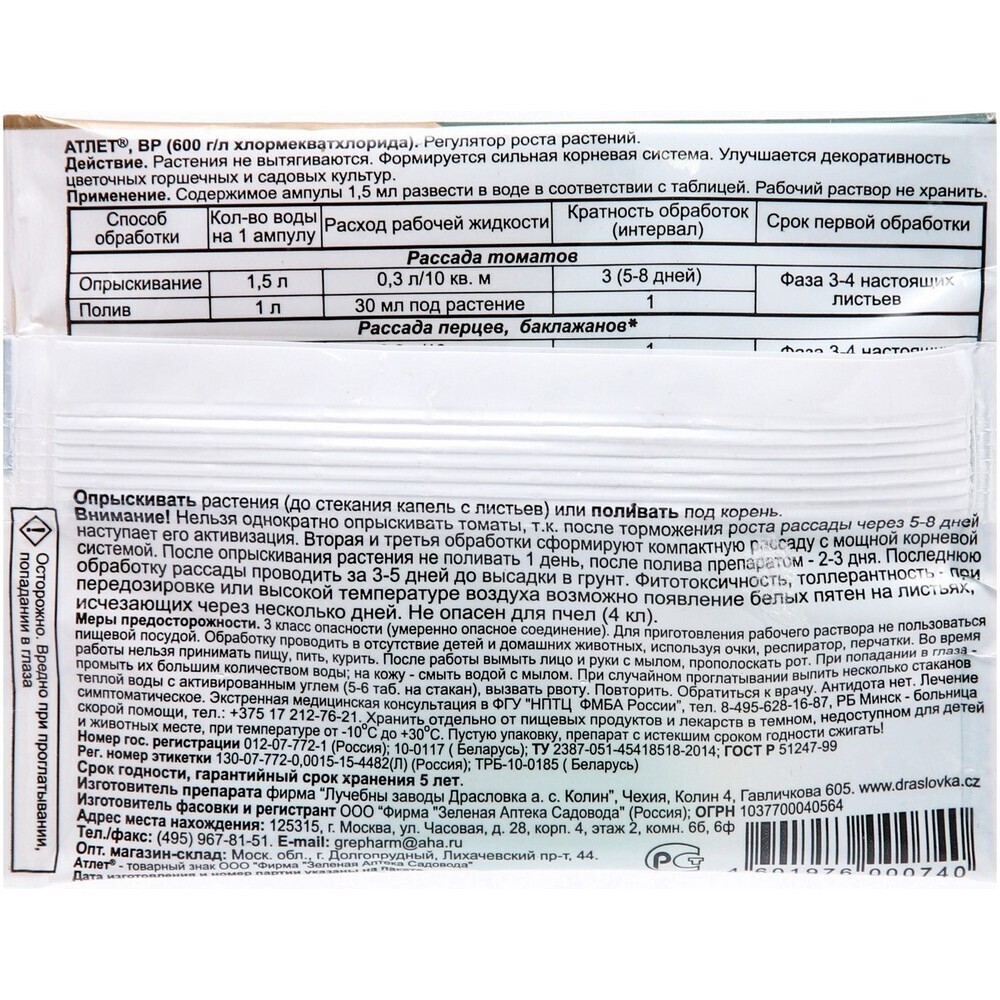 АТЛЕТ®, ВР (600 г/л хлормекватхлорида). Регулятор роста растений.
Действие. Растения не вытягиваются. Формируется сильная корневая система. Улучшается декоративность
цветочных горшечных и садовых культур.
Применение. Содержимое ампулы 1,5 мл развести в воде в соответствии с таблицей. Рабочий раствор не хранить.
Способ обработки Кол-во воды на 1 ампулу Расход рабочей жидкости Кратность обработок (интервал) Срок первой обработки
Рассада томатов
Опрыскивание 1,5 л 0,3 л/10 кв. м 3 (5-8 дней) Фаза 3-4 настоящих листьев
Полив 1 л 30 мл под растение 1
Рассада перцев, баклажанов*
1 Фаза 3-4
Опрыскивать растения (до стекания капель с листьев) или поливать под корень.
Внимание! Нельзя однократно опрыскивать томаты, т.к. после торможения роста рассады через 5-8 дней
наступает его активизация. Вторая и третья обработки сформируют компактную рассаду с мощной корневой
системой. После опрыскивания растения не поливать 1 день, после полива препаратом - 2-3 дня. Последнюю
обработку рассады проводить за 3-5 дней до высадки в грунт. Фитотоксичность, толлерантность - при
передозировке или высокой температуре воздуха возможно появление белых пятен на листьях,
исчезающих через несколько дней. Не опасен для пчел (4 кл).
Меры предосторожности. 3 класс опасности (умеренно опасное соединение). Для приготовления рабочего раствора не пользоваться
пищевой посудой. Обработку проводить в отсутствие детей и домашних животных, используя очки, респиратор, перчатки. Во время
работы нельзя принимать пищу, пить, курить. После работы вымыть лицо и руки с мылом, прополоскать рот. При попадании в глаза -
промыть их большим количеством воды; на кожу - смыть водой с мылом. При случайном проглатывании выпить несколько стаканов
теплой воды с активированным углем (5-6 таб. на стакан), вызвать рвоту. Повторить. Обратиться к врачу. Антидота нет. Лечение
симптоматическое. Экстренная медицинская консультация в ФГУ "НПТЦ ФМБА России", тел. 8-495-628-16-87, РБ Минск - больница
скорой помощи, тел.: +375 17 212-76-21. Хранить отдельно от пищевых продуктов и лекарств в темном, недоступном для детей
и животных месте, при температуре от -10°С до +30°С. Пустую упаковку, препарат с истекшим сроком годности сжигать!
Номер гос. регистрации 012-07-772-1 (Россия); 10-0117 ( Беларусь); ТУ 2387-051-45418518-2014; ГОСТ Р 51247-99
Рег. номер этикетки 130-07-772-0,0015-15-4482(Л) (Россия); ТРБ-10-0185 ( Беларусь)
Срок годности, гарантийный срок хранения 5 лет.
Изготовитель препарата фирма "Лучебны заводы Драсловка а. с. Колин", Чехия, Колин 4, Гавличкова 605. www.draslovka.cz
Изготовитель фасовки и регистрант ООО "Фирма "Зеленая Аптека Садовода" (Россия); ОГРН 1037700040564
Адрес места нахождения: 125315, г. Москва, ул. Часовая, д. 28, корп. 4, этаж 2, комн. 6б, 6ф
Тел./факс: (495) 967-81-51. E-mail: grepharm@aha.ru
Опт. магазин-склад: Моск. обл., г. Долгопрудный, Лихачевский пр-т, 44.
Атлет® - товарный знак ООО "Фирма "Зеленая Аптека Садовода"
Дата изготовления и номер партии указаны на
4 601976 000740
Осторожно. Вредно при проглатывании,
попадании в глаза